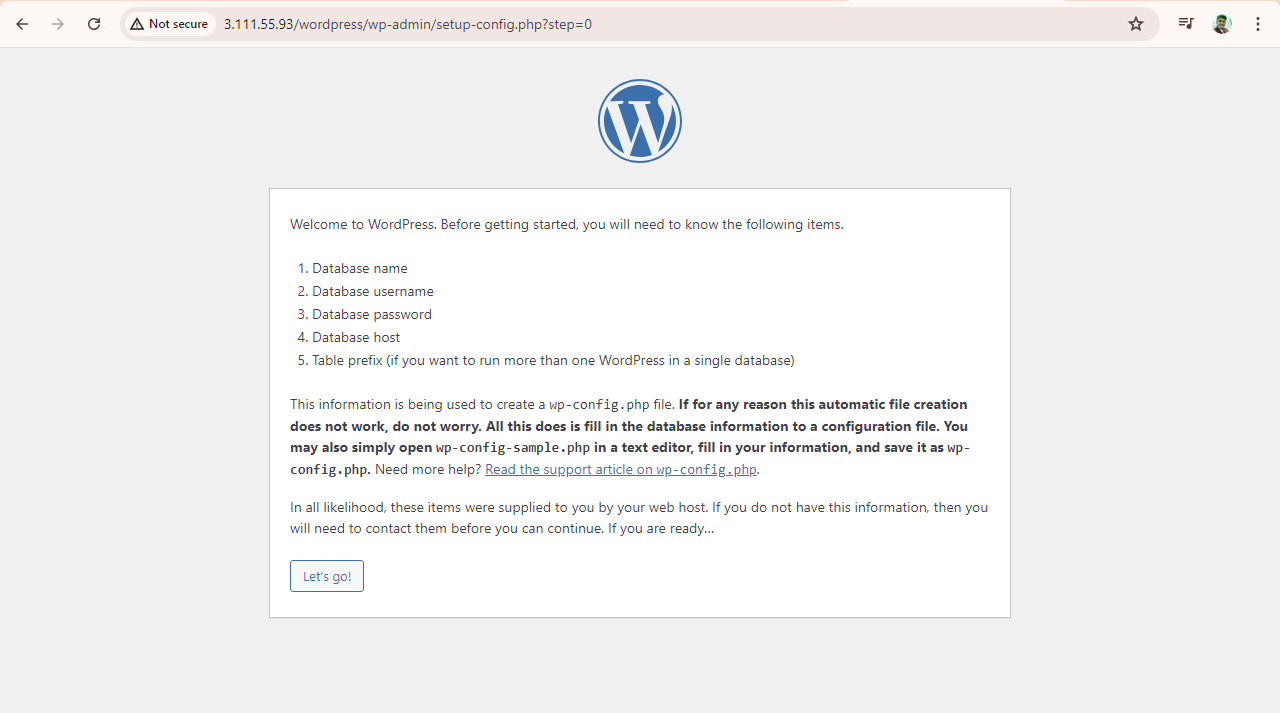 Not secure
3.111.55.93/wordpress/wp-admin/setup-config.php?step=0
W
Welcome to WordPress. Before getting started, you will need to know the following items.
1. Database name
2. Database username
3. Database password
4. Database host
5. Table prefix (if you want to run more than one WordPress in a single database)
This information is being used to create a wp-config.php file. If for any reason this automatic file creation
does not work, do not worry. All this does is fill in the database information to a configuration file. You
may also simply open wp-config-sample.php in a text editor, fill in your information, and save it as wp-
config.php. Need more help? Read the support article on wp-config.php.
In all likelihood, these items were supplied to you by your web host. If you do not have this information, then you
will need to contact them before you can continue. If you are ready…
Let's go!